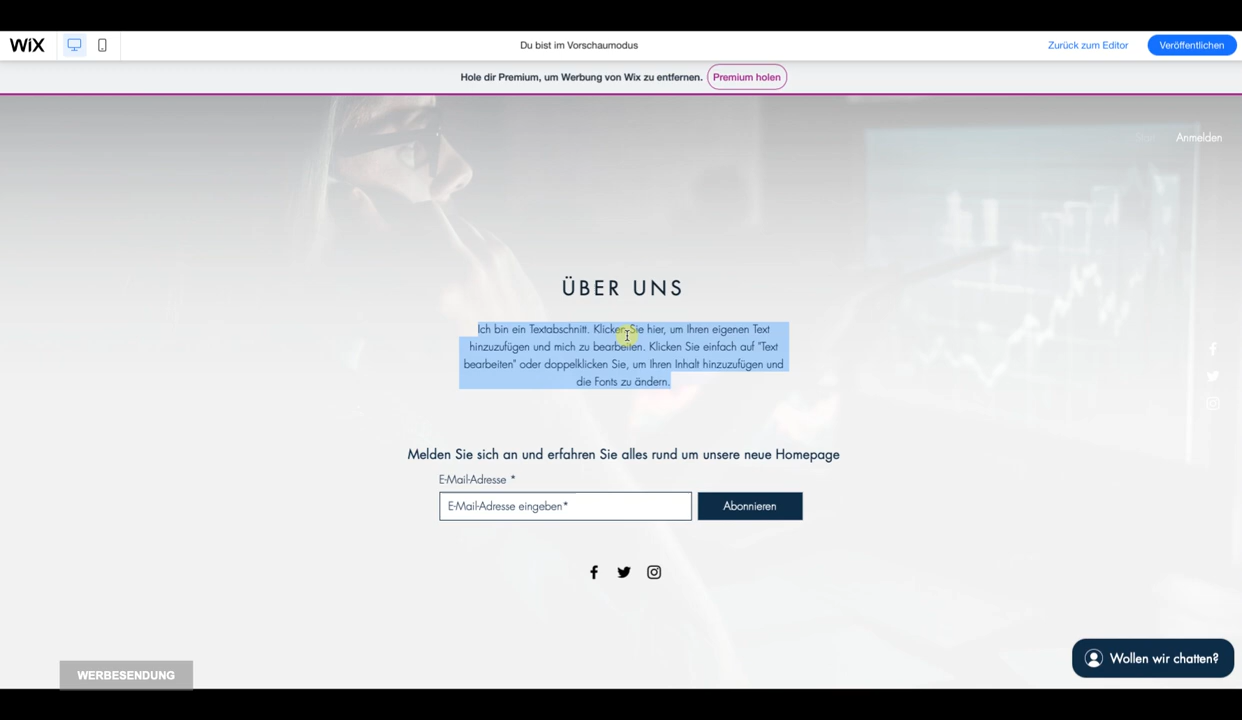 WiX
Du bist im Vorschaumodus
Zurück zum Editor
Veröffentlichen
Hole dir Premium, um Werbung von Wix zu entfernen.
Premium holen
Anmelden
ÜBER UNS
Ich bin ein Textabschnitt. Klicken Sie hier, um Ihren eigenen Text
hinzuzufügen und mich zu bearbeiten. Klicken Sie einfach auf "Text
bearbeiten" oder doppelklicken Sie, um Ihren Inhalt hinzuzufügen und
die Fonts zu ändern.
Melden Sie sich an und erfahren Sie alles rund um unsere neue Homepage
E-Mail-Adresse *
E-Mail-Adresse eingeben*
Abonnieren
Wollen wir chatten?
WERBESENDUNG